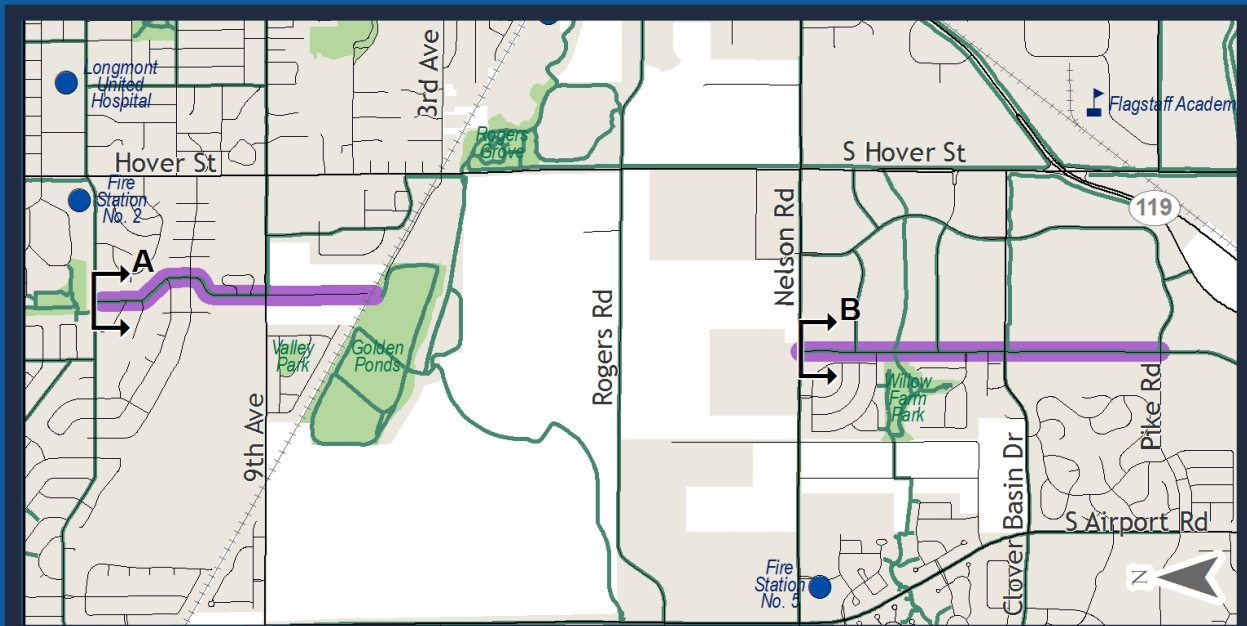 Longmont
United
Hospital
3rd Ave
Rogers
Grove
Flagstaff Academ
Hover St
S Hover St
Fire
Station
No. 2
119
A
Nelson Rd
B
Rogers Rd
Valley
Park
Golden
Ponds
Willow
Farm
Park
Pike Rd
9th Ave
Clover Basin Dr
S Airport Rd
Fire
Station
No. 5
N